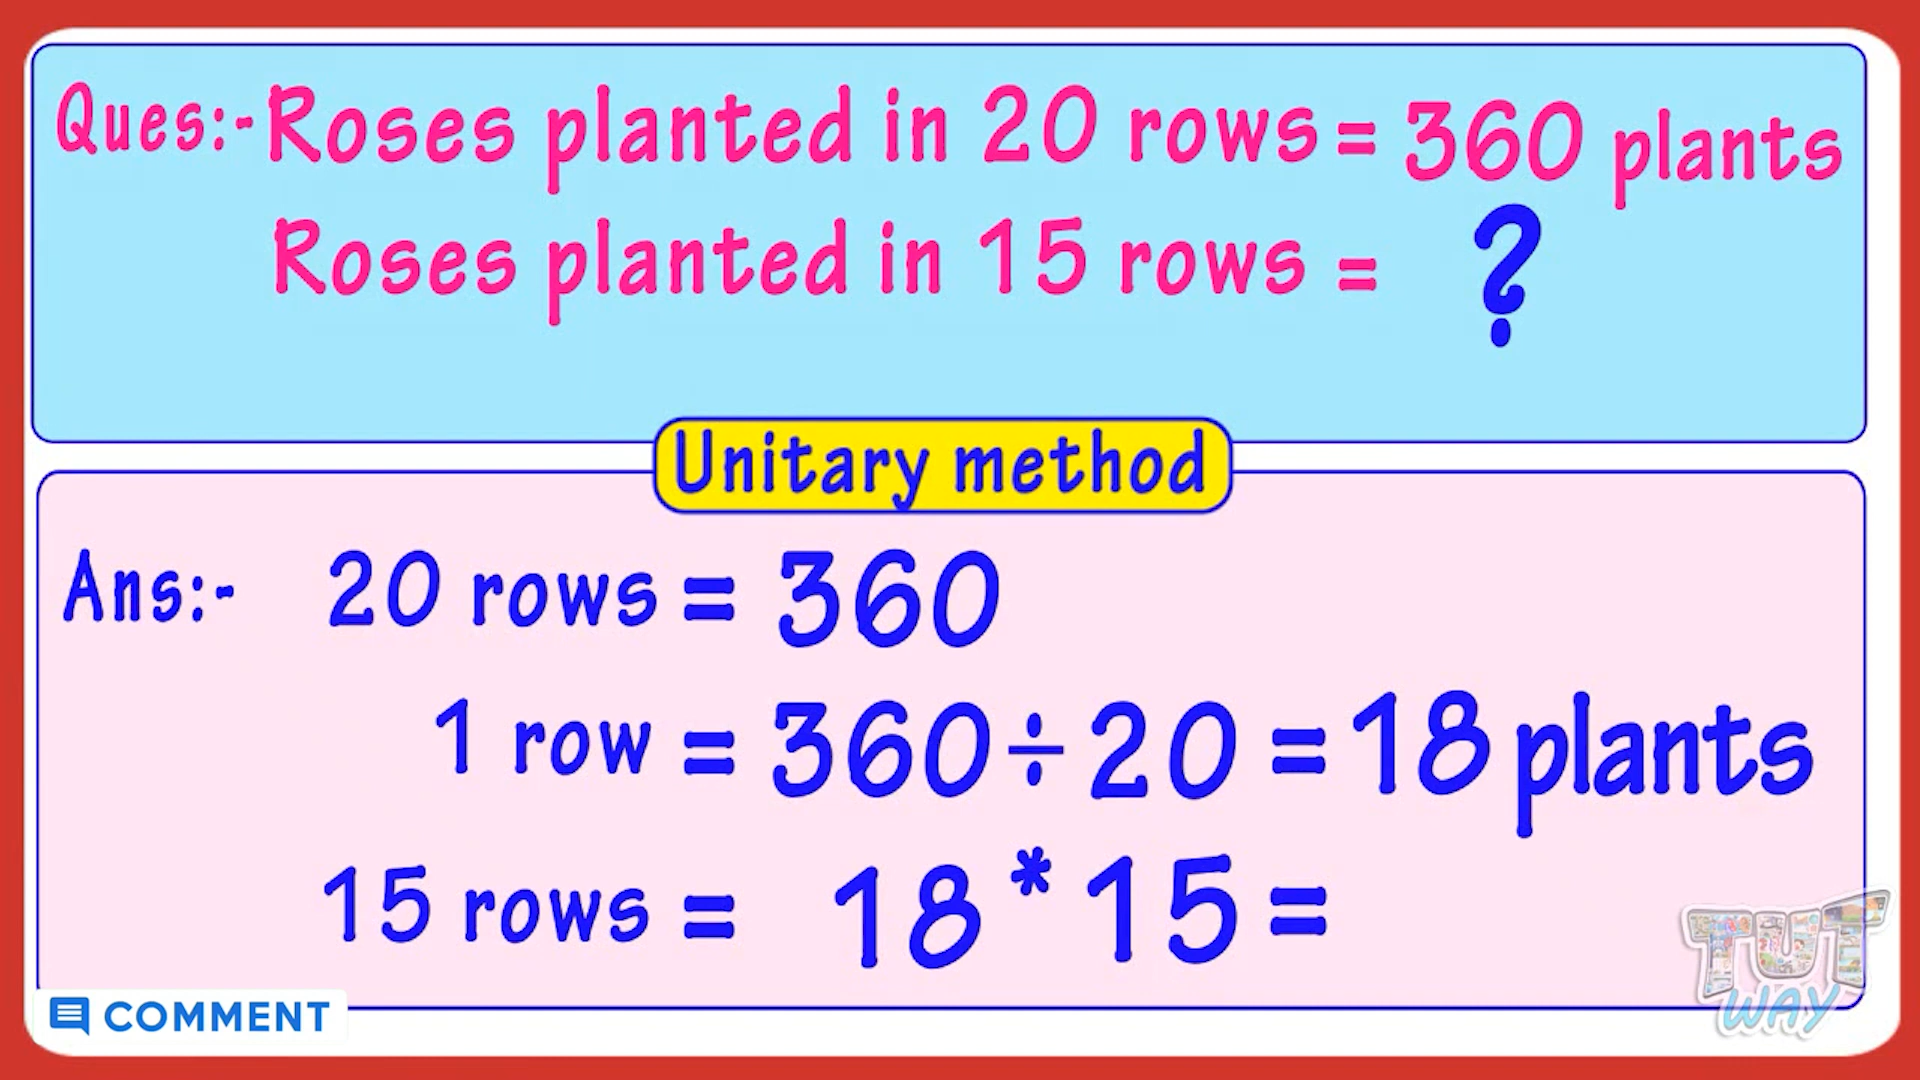 Ques:- Roses planted in 20 rows = 360 plants
Roses planted in 15 rows = ?
Unitary method
Ans:- 20 rows = 360
1 row = 360 ÷ 20 = 18 plants
15 rows = 18 * 15 =
TUT
WAY
COMMENT